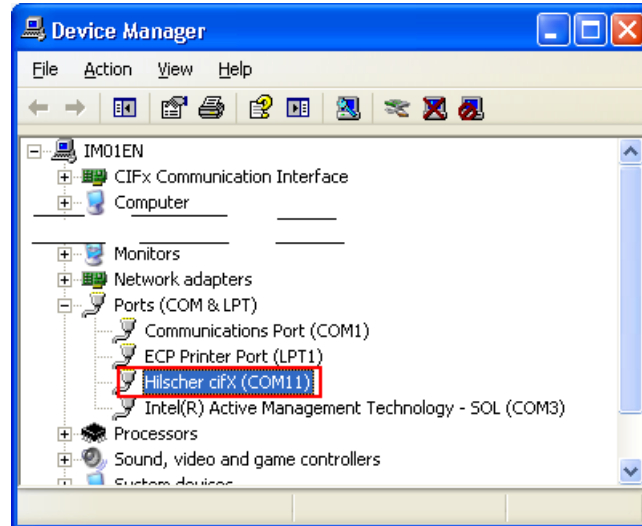 Device Manager
File Action View Help
IM01EN
CIFx Communication Interface
Computer
Monitors
Network adapters
Ports (COM & LPT)
Communications Port (COM1)
ECP Printer Port (LPT1)
Hilscher cifX (COM11)
Intel(R) Active Management Technology - SOL (COM3)
Processors
Sound, video and game controllers
System devices